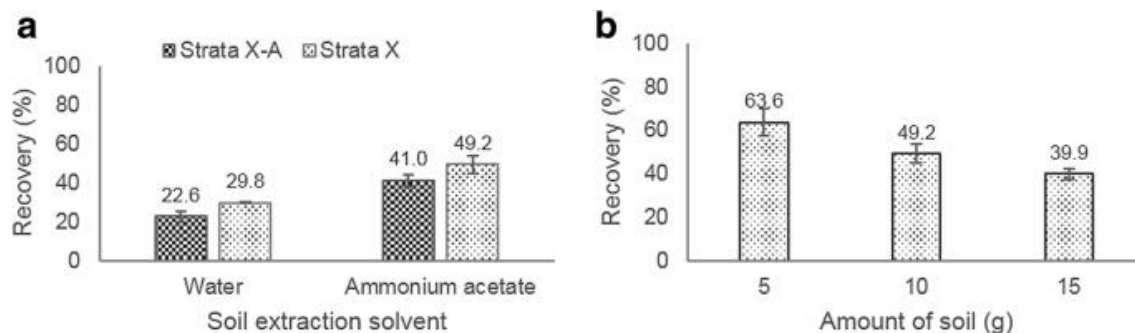 a
Strata X-A Strata X
Recovery (%)
100
80
60
40
20
0
22.6
29.8
41.0
49.2
Water
Ammonium acetate
Soil extraction solvent
b
Recovery (%)
100
80
60
40
20
0
63.6
49.2
39.9
5
10
15
Amount of soil (g)